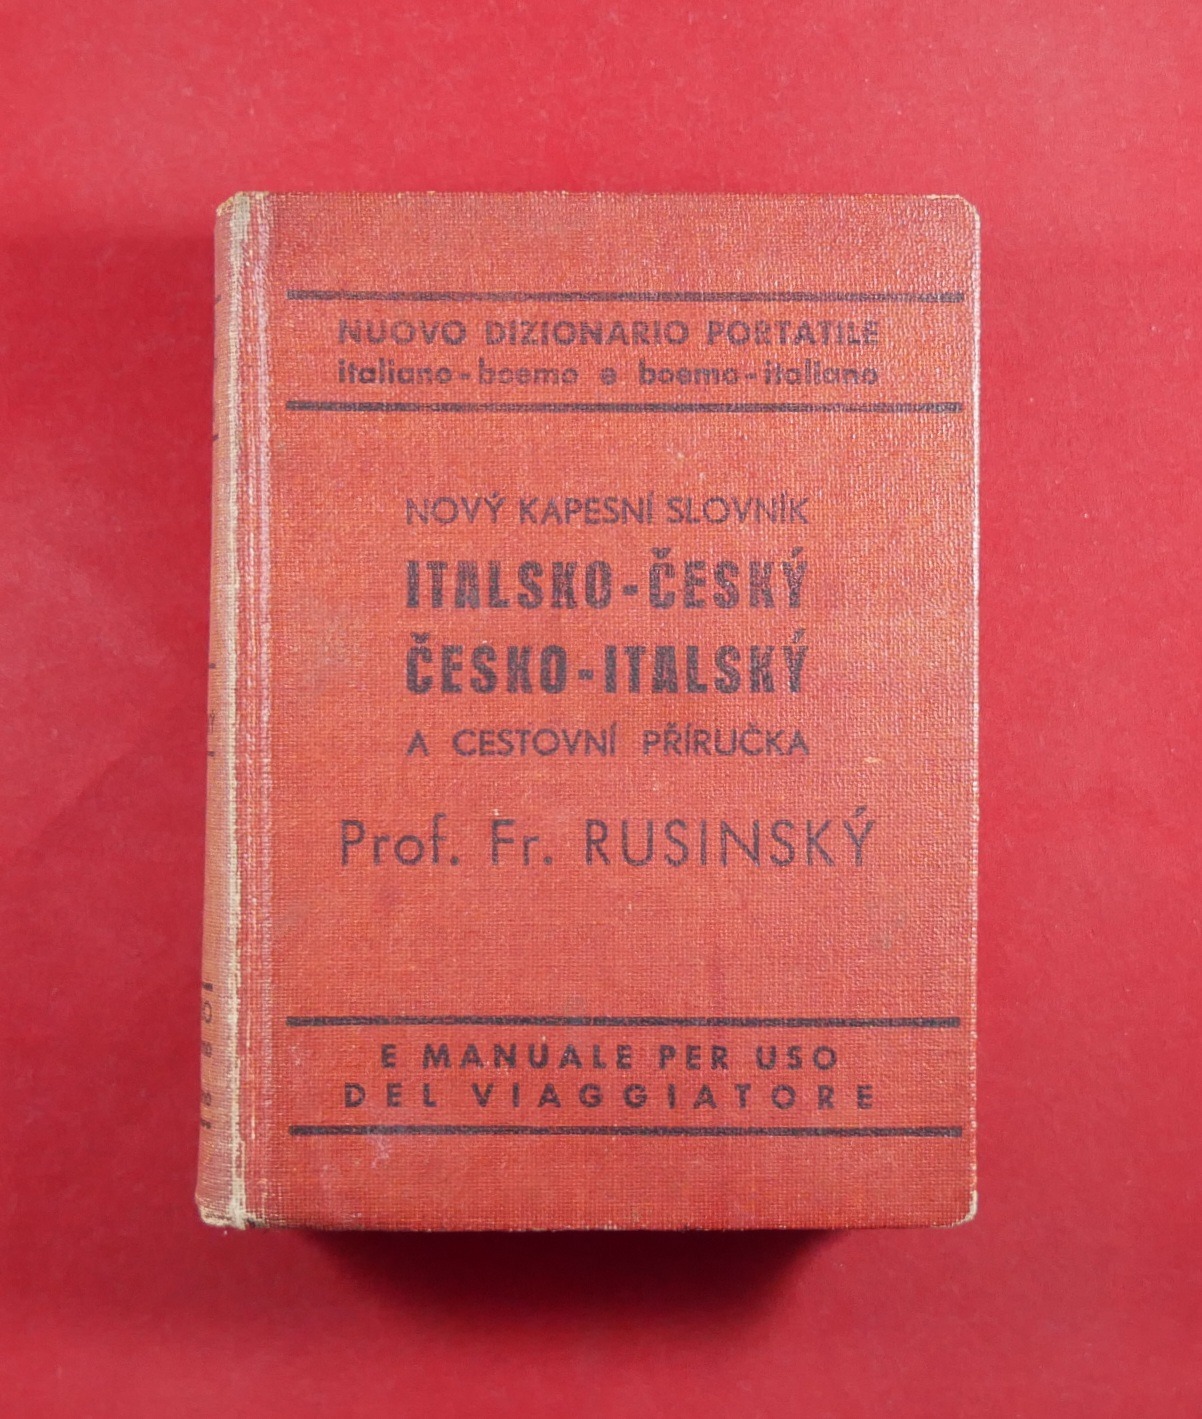 NUOVO DIZIONARIO PORTATILE
italiano-boemo e boemo-italiano
NOVÝ KAPESNÍ SLOVNÍK
ITALSKO-ČESKÝ
ČESKO-ITALSKÝ
A CESTOVNÍ PŘÍRUČKA
Prof. Fr. RUSINSKÝ
E MANUALE PER USO
DEL VIAGGIATORE